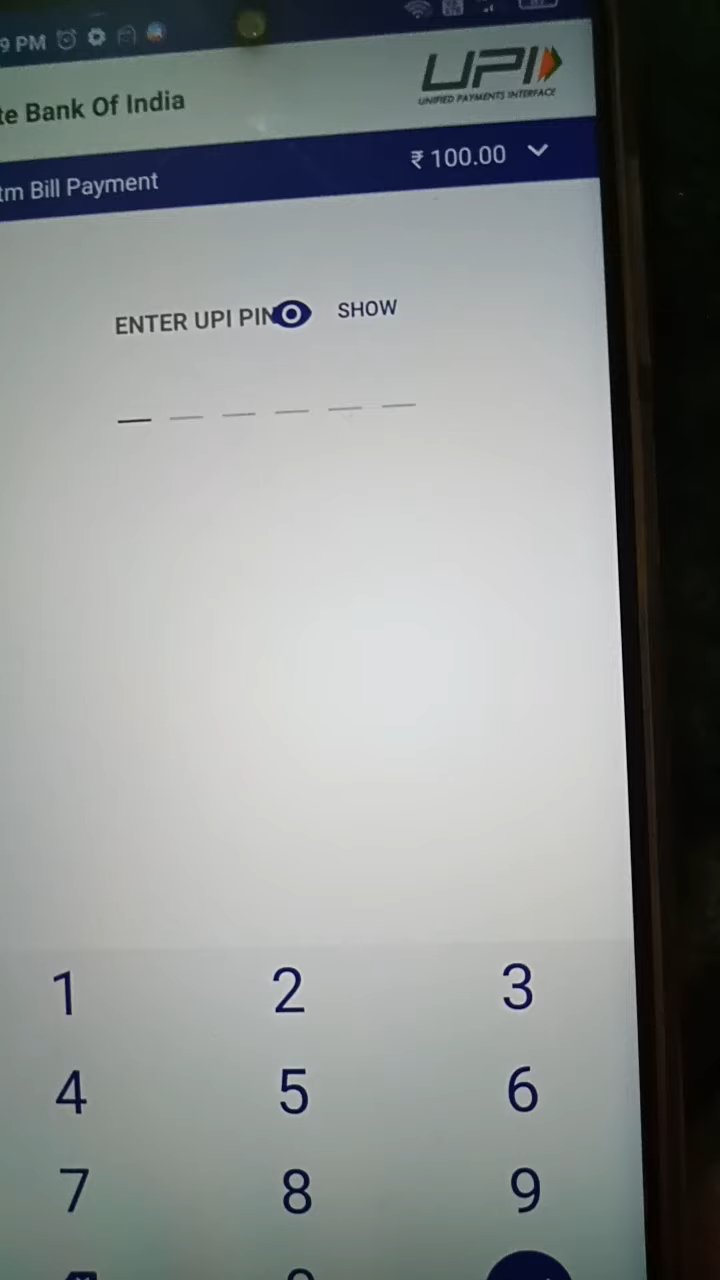 9 PM
te Bank Of India
UPI
UNIFIED PAYMENTS INTERFACE
tm Bill Payment
₹ 100.00
ENTER UPI PIN
SHOW
1 2 3
4 5 6
7 8 9